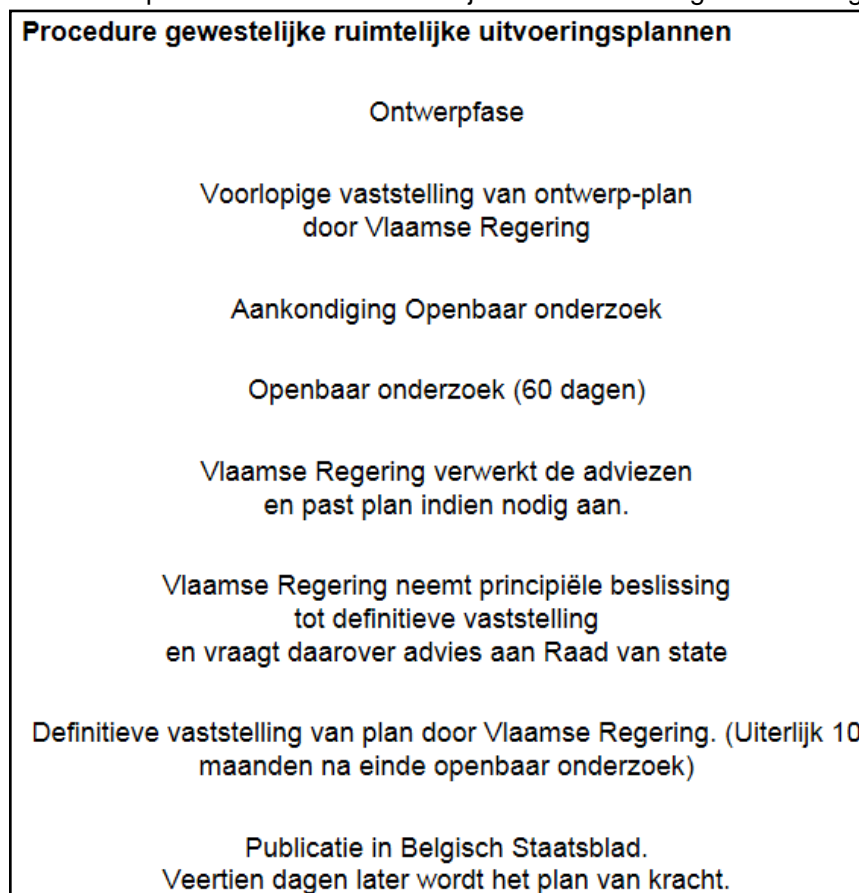 Procedure gewestelijke ruimtelijke uitvoeringsplannen
Ontwerpfase
Voorlopige vaststelling van ontwerp-plan
door Vlaamse Regering
Aankondiging Openbaar onderzoek
Openbaar onderzoek (60 dagen)
Vlaamse Regering verwerkt de adviezen
en past plan indien nodig aan.
Vlaamse Regering neemt principiële beslissing
tot definitieve vaststelling
en vraagt daarover advies aan Raad van state
Definitieve vaststelling van plan door Vlaamse Regering. (Uiterlijk 10
maanden na einde openbaar onderzoek)
Publicatie in Belgisch Staatsblad.
Veertien dagen later wordt het plan van kracht.